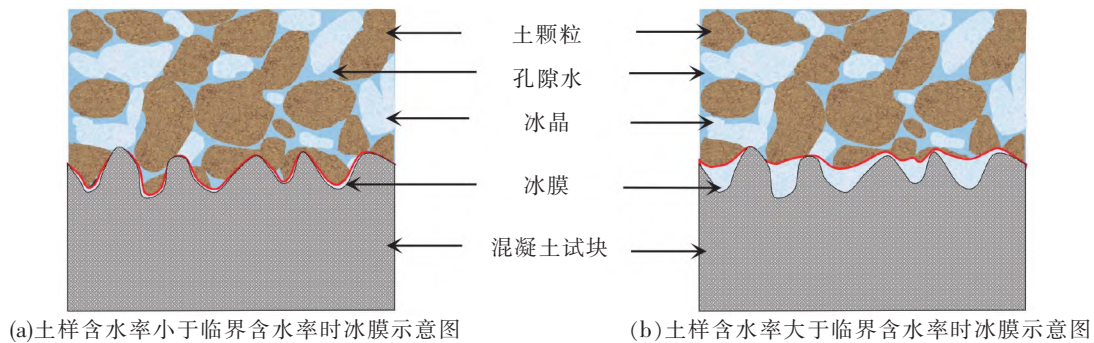 土颗粒
孔隙水
冰晶
冰膜
混凝土试块
(a)土样含水率小于临界含水率时冰膜示意图
(b)土样含水率大于临界含水率时冰膜示意图